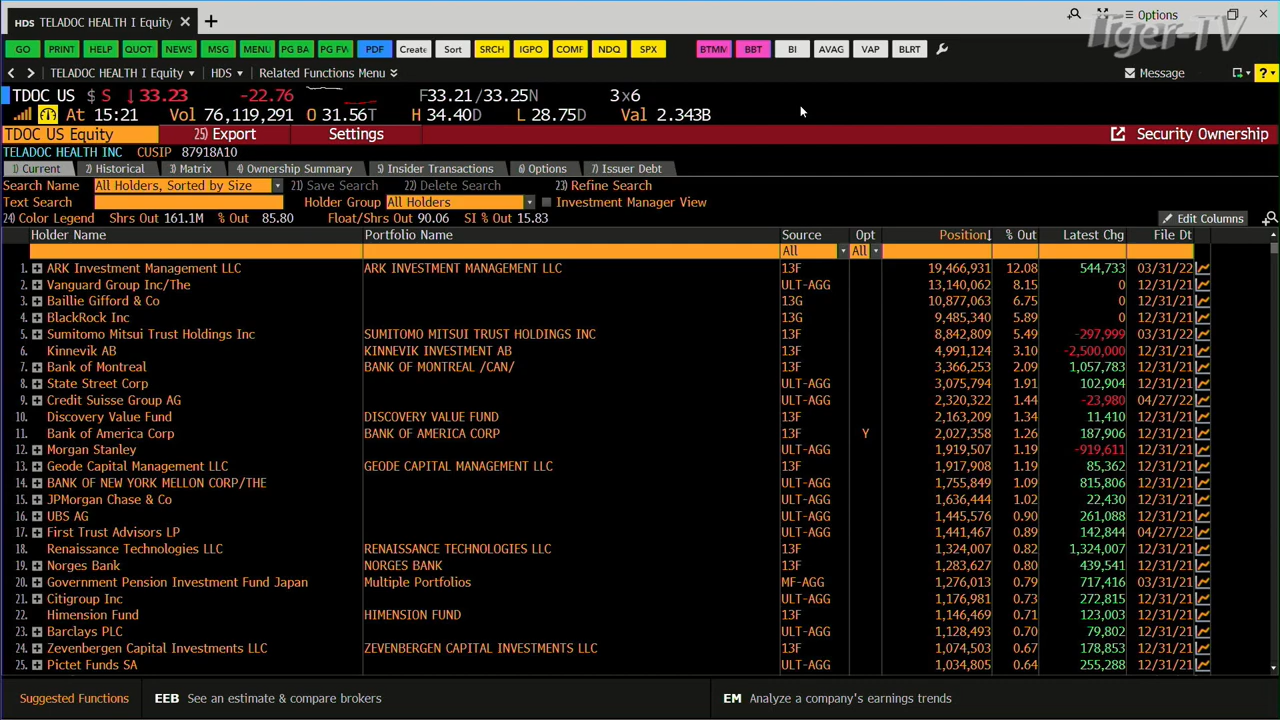 HDS TELADOC HEALTH I Equity × +
Options
Tiger-TV
GO PRINT HELP QUOT NEWS MSG MENU PG BA PG FW PDF Create Sort SRCH IGPO COMF NDQ SPX BTMM BBT BI AVAG VAP BLRT
TELADOC HEALTH I Equity HDS Related Functions Menu Message ?
TDOC US $ S ↓33.23 -22.76 F33.21/33.25N 3x6
At 15:21 Vol 76,119,291 O 31.56T H 34.40D L 28.75D Val 2.343B
TDOC US Equity 25) Export Settings Security Ownership
TELADOC HEALTH INC CUSIP 87918A10
1) Current 2) Historical 3) Matrix 4) Ownership Summary 5) Insider Transactions 6) Options 7) Issuer Debt
Search Name All Holders, Sorted by Size 21) Save Search 22) Delete Search 23) Refine Search
Text Search Holder Group All Holders Investment Manager View
24) Color Legend Shrs Out 161.1M % Out 85.80 Float/Shrs Out 90.06 SI % Out 15.83 Edit Columns
Holder Name Portfolio Name Source Opt Position↓ % Out Latest Chg File Dt
All All
1. ARK Investment Management LLC ARK INVESTMENT MANAGEMENT LLC 13F 19,466,931 12.08 544,733 03/31/22
2. Vanguard Group Inc/The ULT-AGG 13,140,062 8.15 0 12/31/21
3. Baillie Gifford & Co 13G 10,877,063 6.75 0 12/31/21
4. BlackRock Inc 13G 9,485,340 5.89 0 12/31/21
5. Sumitomo Mitsui Trust Holdings Inc SUMITOMO MITSUI TRUST HOLDINGS INC 13F 8,842,809 5.49 -297,999 03/31/22
6. Kinnevik AB KINNEVIK INVESTMENT AB 13F 4,991,124 3.10 -2,500,000 12/31/21
7. Bank of Montreal BANK OF MONTREAL /CAN/ 13F 3,366,253 2.09 1,057,783 12/31/21
8. State Street Corp ULT-AGG 3,075,794 1.91 102,904 12/31/21
9. Credit Suisse Group AG ULT-AGG 2,320,322 1.44 -23,980 04/27/22
10. Discovery Value Fund DISCOVERY VALUE FUND 13F 2,163,209 1.34 11,410 12/31/21
11. Bank of America Corp BANK OF AMERICA CORP 13F Y 2,027,358 1.26 187,906 12/31/21
12. Morgan Stanley ULT-AGG 1,919,507 1.19 -919,611 12/31/21
13. Geode Capital Management LLC GEODE CAPITAL MANAGEMENT LLC 13F 1,917,908 1.19 85,362 12/31/21
14. BANK OF NEW YORK MELLON CORP/THE ULT-AGG 1,755,849 1.09 815,806 12/31/21
15. JPMorgan Chase & Co ULT-AGG 1,636,444 1.02 22,430 12/31/21
16. UBS AG ULT-AGG 1,445,576 0.90 261,088 12/31/21
17. First Trust Advisors LP ULT-AGG 1,441,467 0.89 142,844 04/27/22
18. Renaissance Technologies LLC RENAISSANCE TECHNOLOGIES LLC 13F 1,324,007 0.82 1,324,007 12/31/21
19. Norges Bank NORGES BANK 13F 1,283,627 0.80 439,541 12/31/21
20. Government Pension Investment Fund Japan Multiple Portfolios MF-AGG 1,276,013 0.79 717,416 03/31/21
21. Citigroup Inc ULT-AGG 1,176,981 0.73 272,815 12/31/21
22. Himension Fund HIMENSION FUND 13F 1,146,469 0.71 123,003 12/31/21
23. Barclays PLC ULT-AGG 1,128,493 0.70 79,802 12/31/21
24. Zevenbergen Capital Investments LLC ZEVENBERGEN CAPITAL INVESTMENTS LLC 13F 1,074,503 0.67 178,853 12/31/21
25. Pictet Funds SA ULT-AGG 1,034,805 0.64 255,288 12/31/21
Suggested Functions EEB See an estimate & compare brokers EM Analyze a company's earnings trends